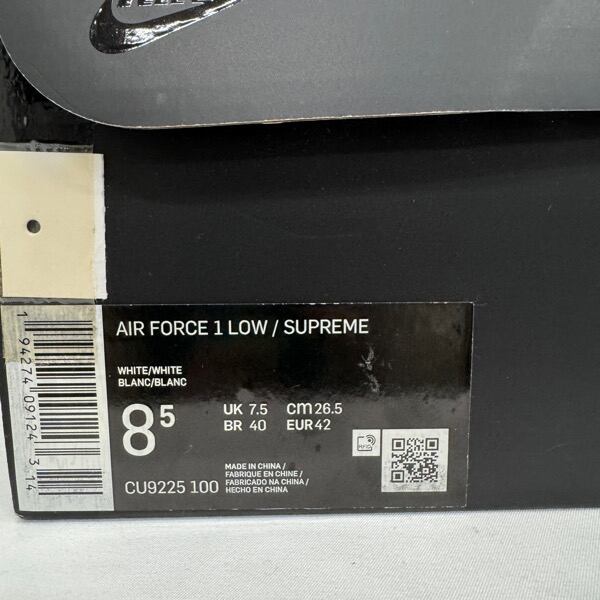 AIR FORCE 1 LOW / SUPREME
WHITE/WHITE
BLANC/BLANC
8 5
UK 7.5 cm 26.5
BR 40 EUR 42
CU9225 100
MADE IN CHINA /
FABRIQUE EN CHINE /
FABRICADO NA CHINA /
HECHO EN CHINA
RFID
1 94274 09124 3 14